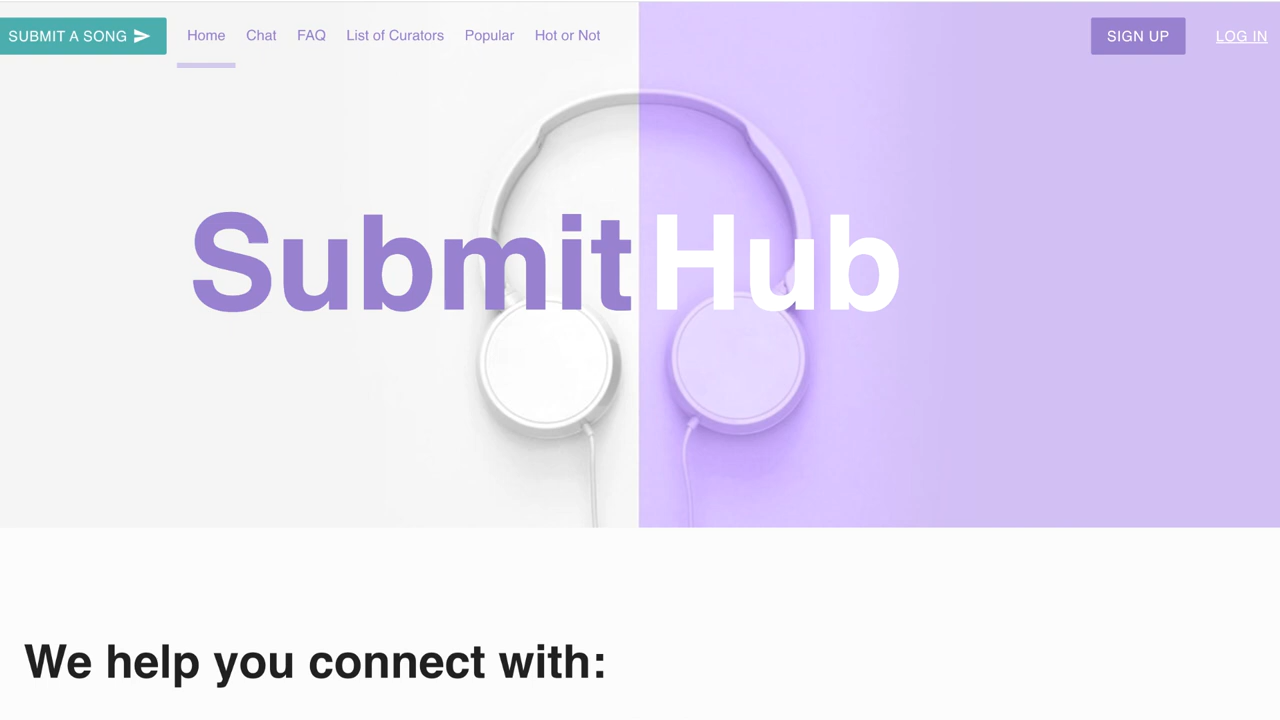 SUBMIT A SONG Home Chat FAQ List of Curators Popular Hot or Not SIGN UP LOG IN
SubmitHub
We help you connect with: